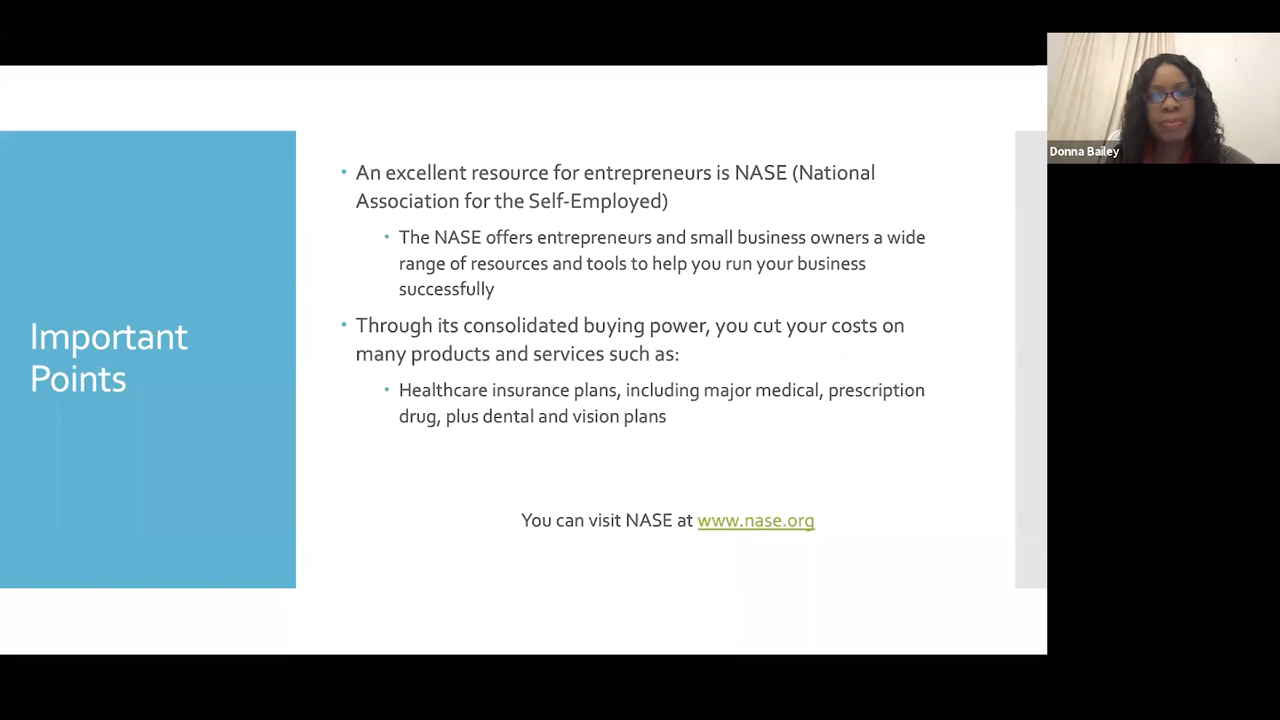 Important
Points
• An excellent resource for entrepreneurs is NASE (National
Association for the Self-Employed)
• The NASE offers entrepreneurs and small business owners a wide
range of resources and tools to help you run your business
successfully
• Through its consolidated buying power, you cut your costs on
many products and services such as:
• Healthcare insurance plans, including major medical, prescription
drug, plus dental and vision plans
You can visit NASE at www.nase.org
Donna Bailey